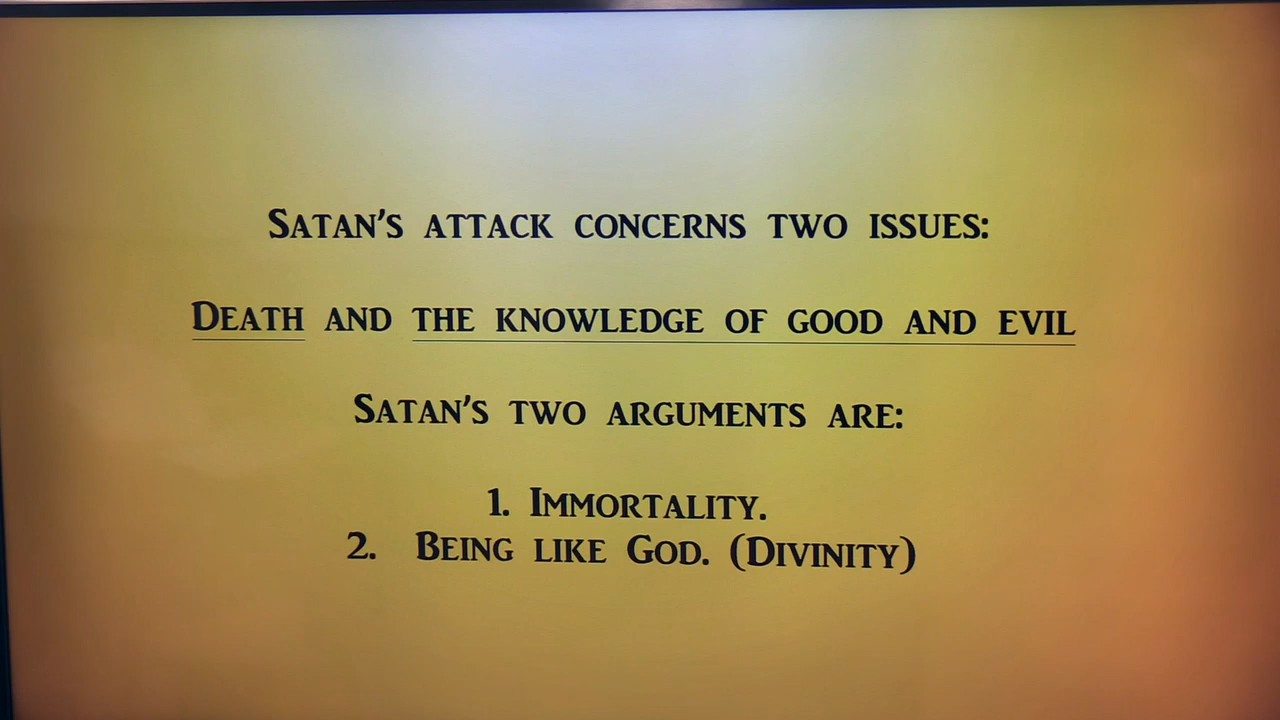 Satan's attack concerns two issues:
Death and the knowledge of good and evil
Satan's two arguments are:
1. Immortality.
2. Being like God. (Divinity)